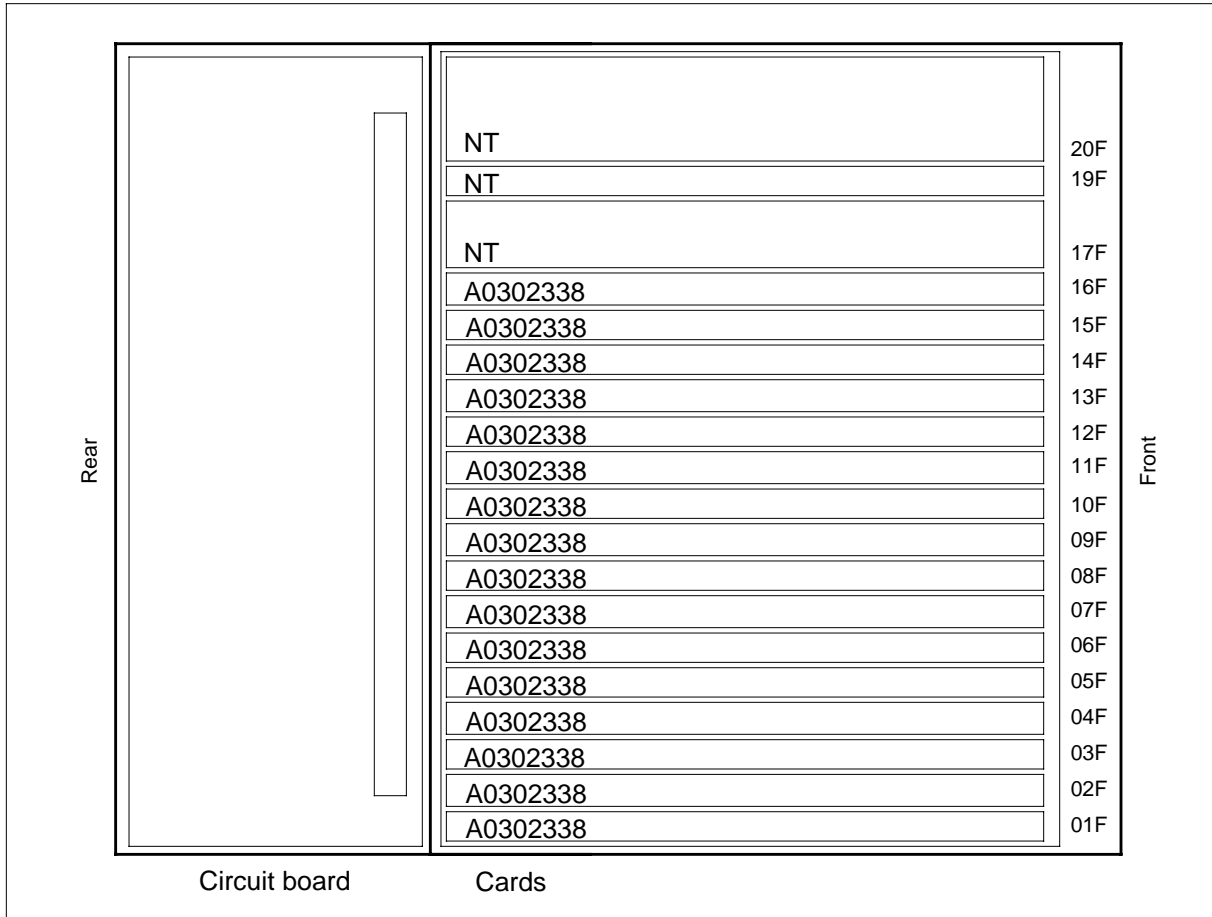 NT 20F
NT 19F
NT 17F
A0302338 16F
A0302338 15F
A0302338 14F
A0302338 13F
A0302338 12F
A0302338 11F
A0302338 10F
A0302338 09F
A0302338 08F
A0302338 07F
A0302338 06F
A0302338 05F
A0302338 04F
A0302338 03F
A0302338 02F
A0302338 01F
Rear
Front
Circuit board Cards